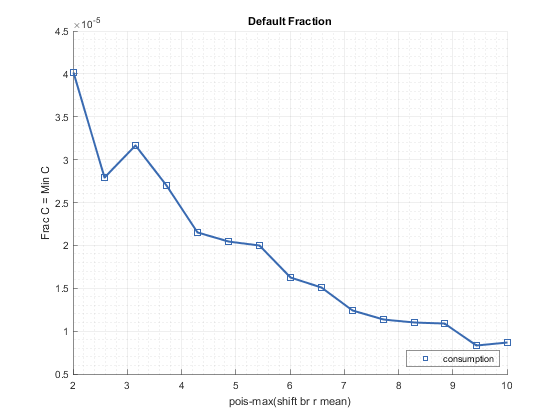 Default Fraction
×10⁻⁵
4.5
4
3.5
3
2.5
2
1.5
1
0.5
Frac C = Min C
2 3 4 5 6 7 8 9 10
pois-max(shift br r mean)
consumption